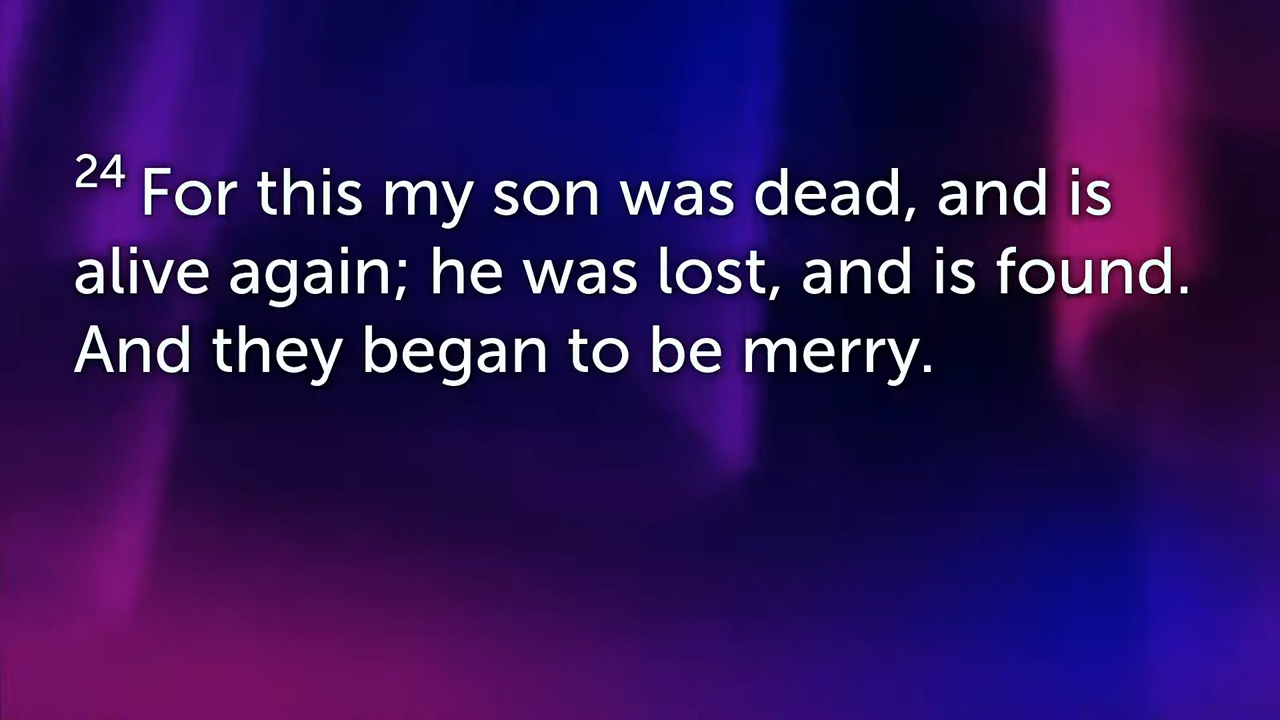 24 For this my son was dead, and is
alive again; he was lost, and is found.
And they began to be merry.